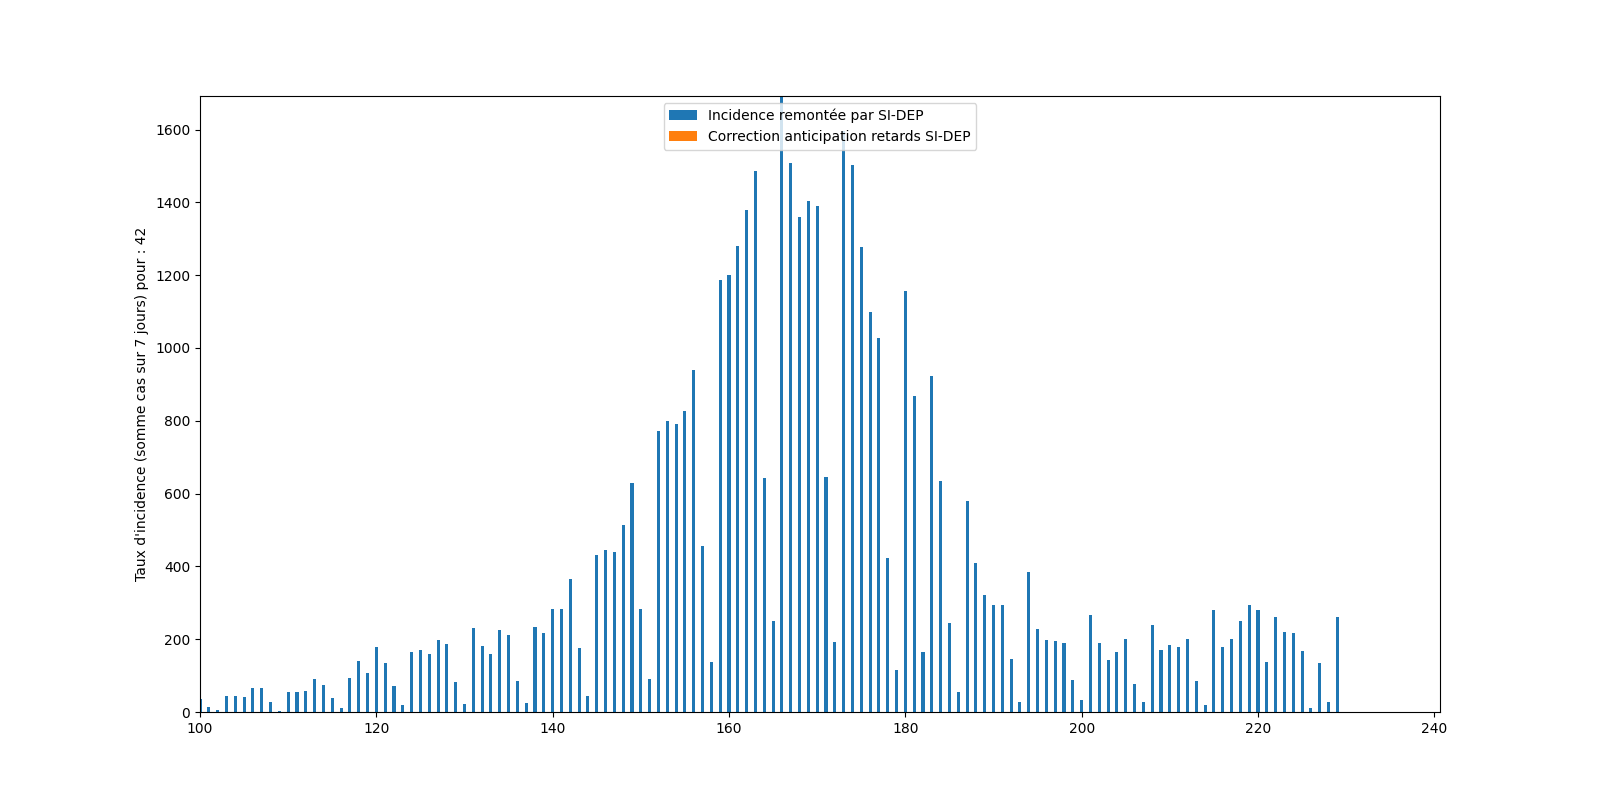 Incidence remontée par SI-DEP
Correction anticipation retards SI-DEP
Taux d'incidence (somme cas sur 7 jours) pour : 42
1600
1400
1200
1000
800
600
400
200
0
100 120 140 160 180 200 220 240